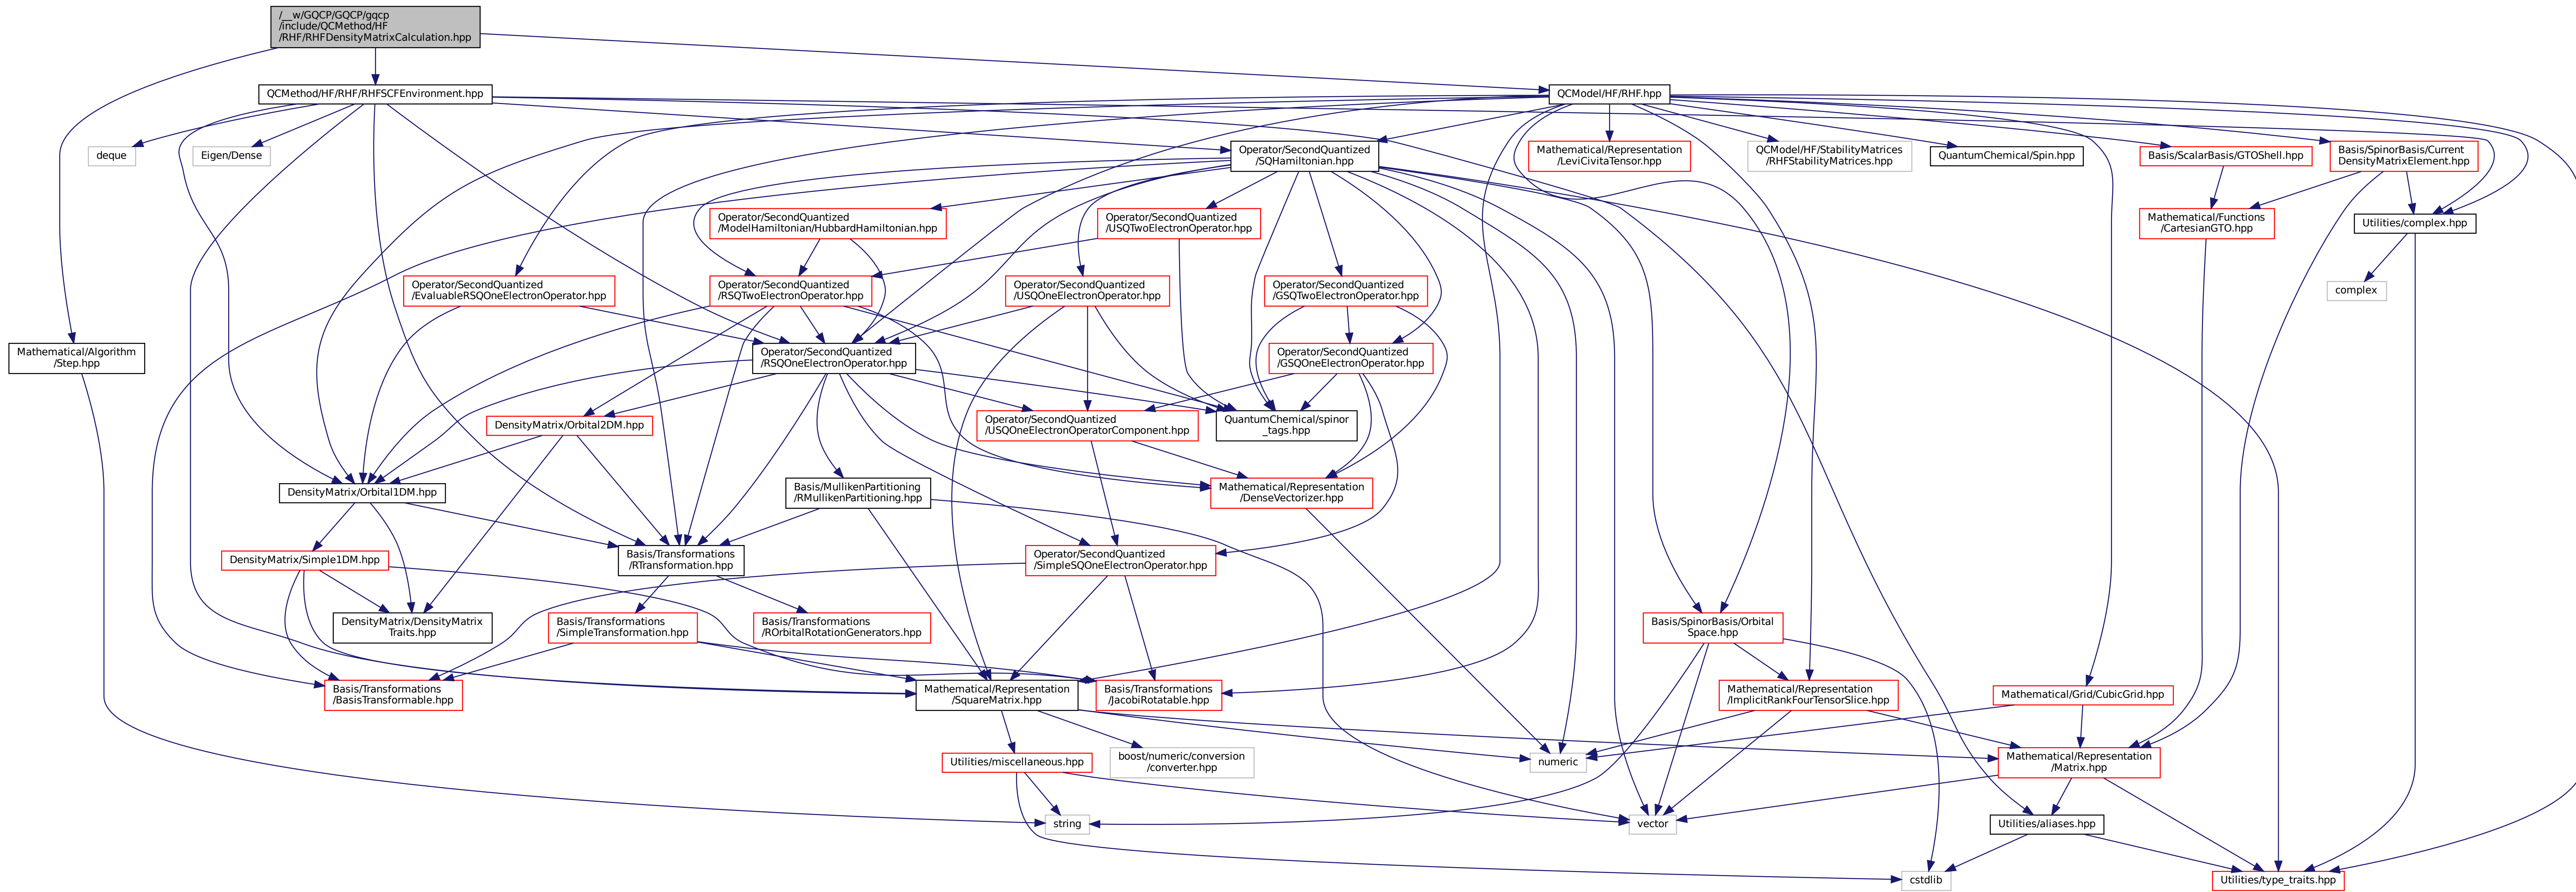 /__w/GQCP/GQCP/gqcp
/include/QCMethod/HF
/RHF/RHFDensityMatrixCalculation.hpp
QCMethod/HF/RHF/RHFSCFEnvironment.hpp
QCModel/HF/RHF.hpp
deque
Eigen/Dense
Operator/SecondQuantized
/SQHamiltonian.hpp
Mathematical/Representation
/LeviCivitaTensor.hpp
QCModel/HF/StabilityMatrices
/RHFStabilityMatrices.hpp
QuantumChemical/Spin.hpp
Basis/ScalarBasis/GTOShell.hpp
Basis/SpinorBasis/Current
DensityMatrixElement.hpp
Operator/SecondQuantized
/ModelHamiltonian/HubbardHamiltonian.hpp
Operator/SecondQuantized
/USQTwoElectronOperator.hpp
Mathematical/Functions
/CartesianGTO.hpp
Utilities/complex.hpp
Operator/SecondQuantized
/EvaluableRSQOneElectronOperator.hpp
Operator/SecondQuantized
/RSQTwoElectronOperator.hpp
Operator/SecondQuantized
/USQOneElectronOperator.hpp
Operator/SecondQuantized
/GSQTwoElectronOperator.hpp
complex
Mathematical/Algorithm
/Step.hpp
Operator/SecondQuantized
/RSQOneElectronOperator.hpp
Operator/SecondQuantized
/GSQOneElectronOperator.hpp
DensityMatrix/Orbital2DM.hpp
Operator/SecondQuantized
/USQOneElectronOperatorComponent.hpp
QuantumChemical/spinor
_tags.hpp
DensityMatrix/Orbital1DM.hpp
Basis/MullikenPartitioning
/RMullikenPartitioning.hpp
Mathematical/Representation
/DenseVectorizer.hpp
DensityMatrix/Simple1DM.hpp
Basis/Transformations
/RTransformation.hpp
Operator/SecondQuantized
/SimpleSQOneElectronOperator.hpp
DensityMatrix/DensityMatrix
Traits.hpp
Basis/Transformations
/SimpleTransformation.hpp
Basis/Transformations
/ROrbitalRotationGenerators.hpp
Basis/SpinorBasis/Orbital
Space.hpp
Basis/Transformations
/BasisTransformable.hpp
Mathematical/Representation
/SquareMatrix.hpp
Basis/Transformations
/JacobiRotatable.hpp
Mathematical/Representation
/ImplicitRankFourTensorSlice.hpp
Mathematical/Grid/CubicGrid.hpp
Utilities/miscellaneous.hpp
boost/numeric/conversion
/converter.hpp
numeric
Mathematical/Representation
/Matrix.hpp
string
vector
Utilities/aliases.hpp
cstdlib
Utilities/type_traits.hpp